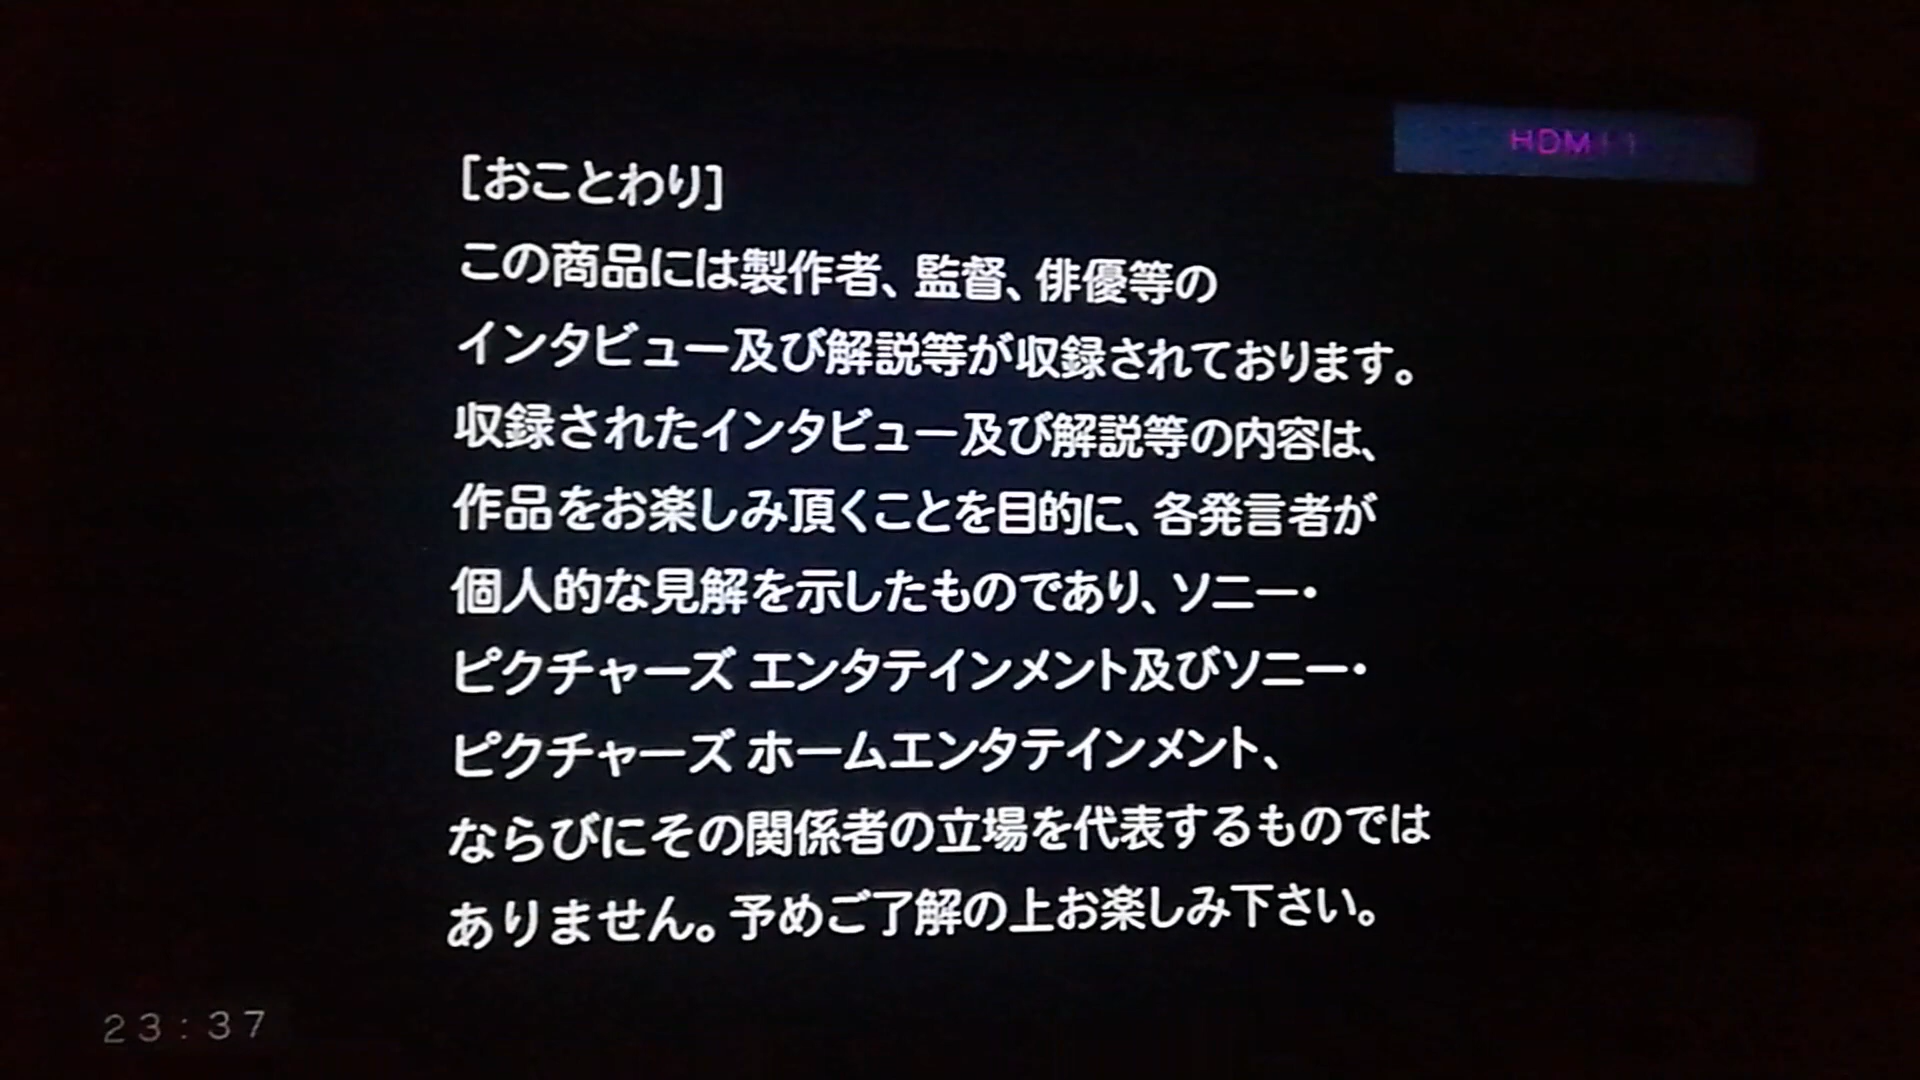 HDMI 1
[おことわり]
この商品には製作者、監督、俳優等の
インタビュー及び解説等が収録されております。
収録されたインタビュー及び解説等の内容は、
作品をお楽しみ頂くことを目的に、各発言者が
個人的な見解を示したものであり、ソニー・
ピクチャーズ エンタテインメント及びソニー・
ピクチャーズ ホームエンタテインメント、
ならびにその関係者の立場を代表するものでは
ありません。予めご了解の上お楽しみ下さい。
23:37